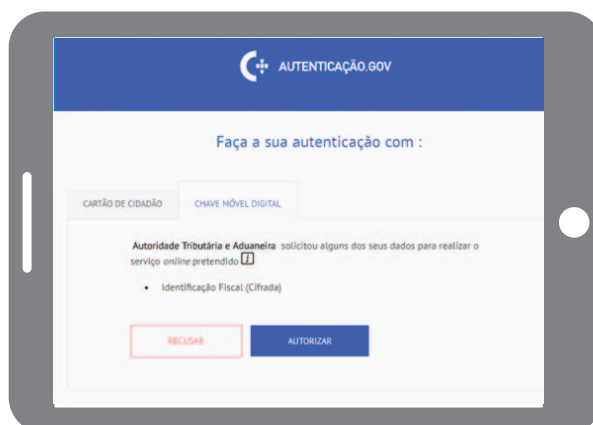 AUTENTICAÇÃO.GOV
Faça a sua autenticação com :
CARTÃO DE CIDADÃO
CHAVE MÓVEL DIGITAL
Autoridade Tributária e Aduaneira solicitou alguns dos seus dados para realizar o
serviço online pretendido i
• Identificação Fiscal (Cifrada)
RECUSAR
AUTORIZAR